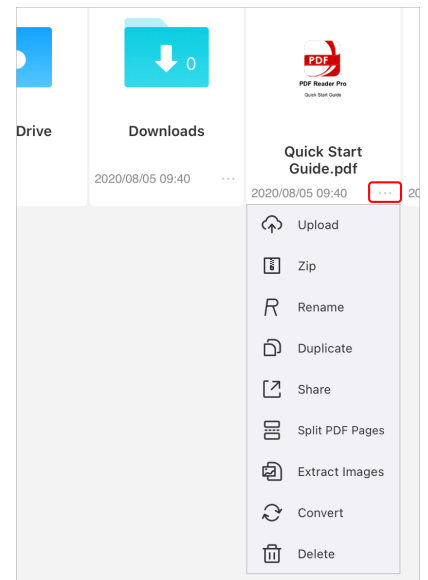 0
PDF
PDF Reader Pro
Quick Start Guide
Drive
Downloads
Quick Start
Guide.pdf
2020/08/05 09:40 ...
2020/08/05 09:40 ...
20
Upload
Zip
Rename
Duplicate
Share
Split PDF Pages
Extract Images
Convert
Delete